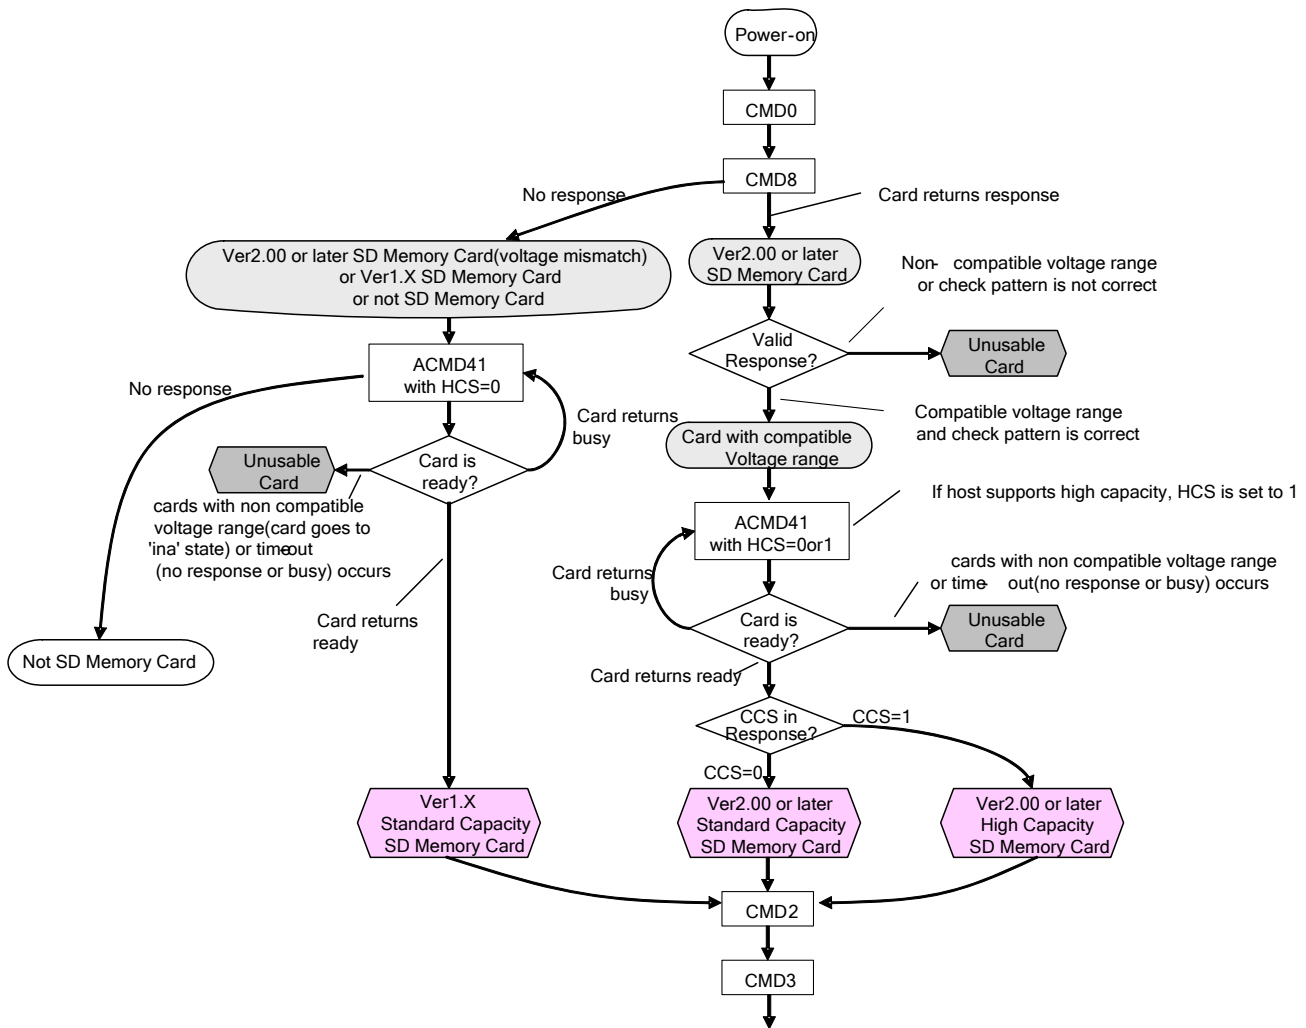 Power-on
CMD0
CMD8
No response
Card returns response
Ver2.00 or later SD Memory Card(voltage mismatch)
or Ver1.X SD Memory Card
or not SD Memory Card
Ver2.00 or later
SD Memory Card
Non- compatible voltage range
or check pattern is not correct
Valid
Response?
Unusable
Card
ACMD41
with HCS=0
No response
Card returns
busy
Compatible voltage range
and check pattern is correct
Card with compatible
Voltage range
Card is
ready?
Unusable
Card
cards with non compatible
voltage range(card goes to
'ina' state) or time-out
(no response or busy) occurs
If host supports high capacity, HCS is set to 1
ACMD41
with HCS=0or1
Card returns
busy
cards with non compatible voltage range
or time- out(no response or busy) occurs
Card is
ready?
Unusable
Card
Card returns
ready
Not SD Memory Card
Card returns ready
CCS in
Response?
CCS=1
CCS=0
Ver1.X
Standard Capacity
SD Memory Card
Ver2.00 or later
Standard Capacity
SD Memory Card
Ver2.00 or later
High Capacity
SD Memory Card
CMD2
CMD3